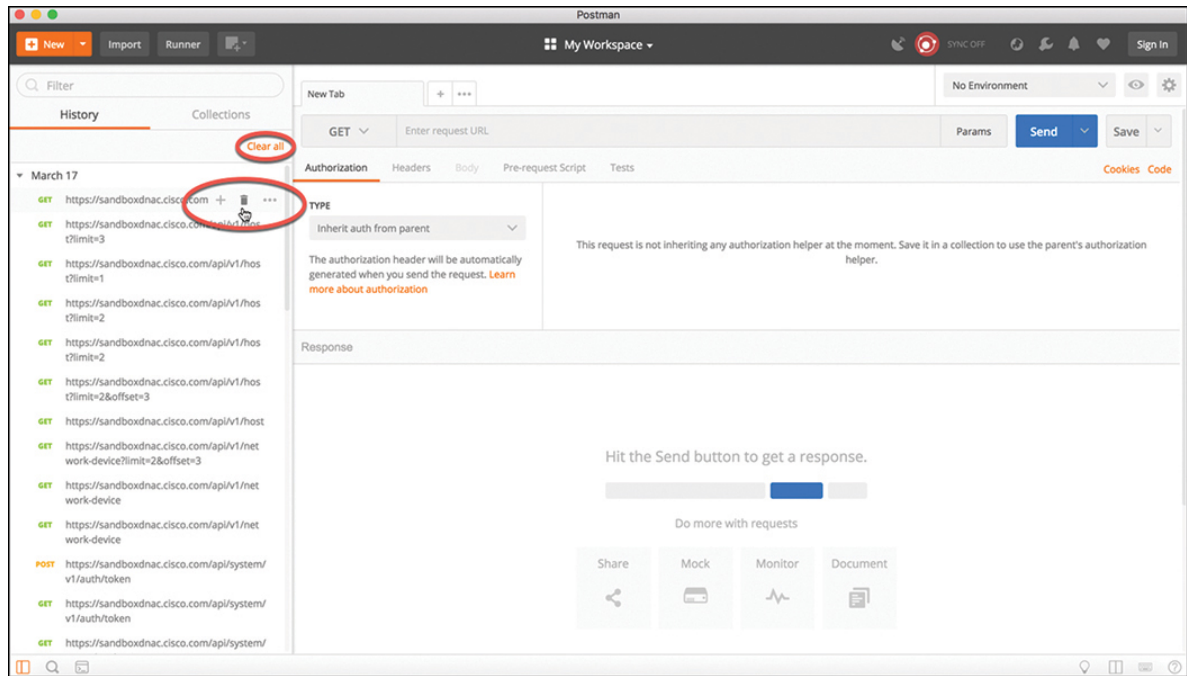 Postman
New
Import
Runner
My Workspace
SYNC OFF
Sign In
Filter
History
Collections
Clear all
March 17
GET https://sandboxdnac.cisco.com
GET https://sandboxdnac.cisco.com/api/v1/hos
t?limit=3
GET https://sandboxdnac.cisco.com/api/v1/hos
t?limit=1
GET https://sandboxdnac.cisco.com/api/v1/hos
t?limit=2
GET https://sandboxdnac.cisco.com/api/v1/hos
t?limit=2
GET https://sandboxdnac.cisco.com/api/v1/hos
t?limit=2&offset=3
GET https://sandboxdnac.cisco.com/api/v1/host
GET https://sandboxdnac.cisco.com/api/v1/net
work-device?limit=2&offset=3
GET https://sandboxdnac.cisco.com/api/v1/net
work-device
GET https://sandboxdnac.cisco.com/api/v1/net
work-device
POST https://sandboxdnac.cisco.com/api/system/
v1/auth/token
GET https://sandboxdnac.cisco.com/api/system/
v1/auth/token
GET https://sandboxdnac.cisco.com/api/system/
New Tab
No Environment
GET
Enter request URL
Params
Send
Save
Authorization
Headers
Body
Pre-request Script
Tests
Cookies
Code
TYPE
Inherit auth from parent
The authorization header will be automatically
generated when you send the request. Learn
more about authorization
This request is not inheriting any authorization helper at the moment. Save it in a collection to use the parent's authorization
helper.
Response
Hit the Send button to get a response.
Do more with requests
Share
Mock
Monitor
Document